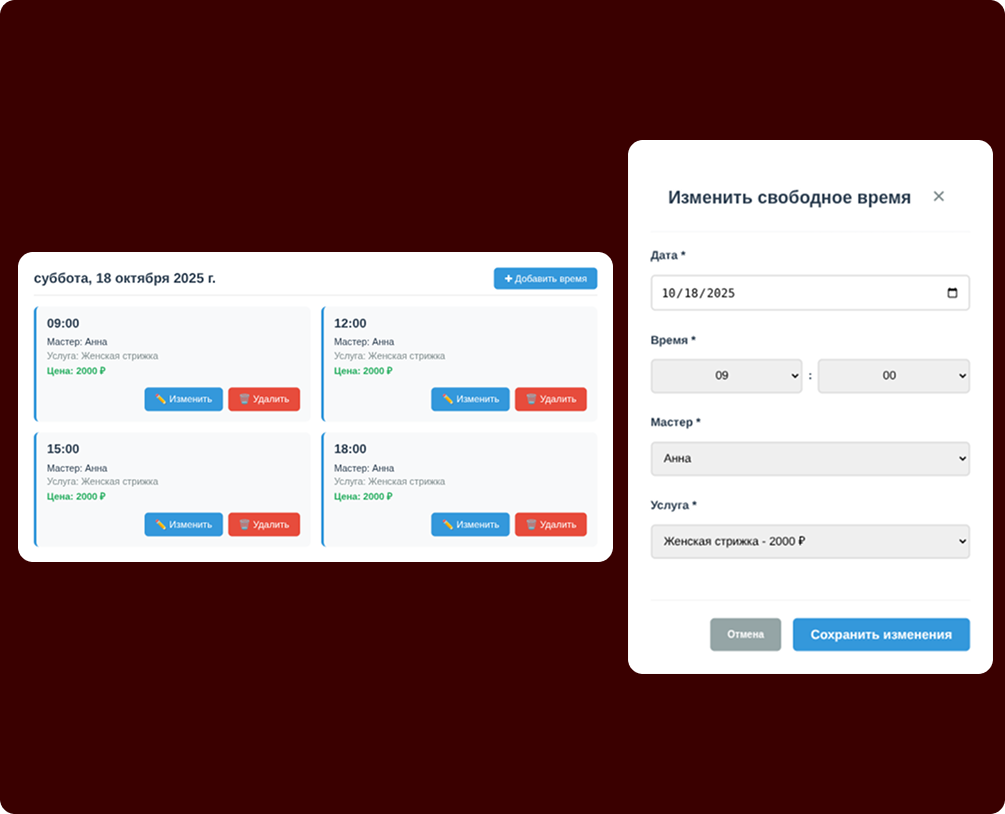 суббота, 18 октября 2025 г.
➕ Добавить время
09:00
Мастер: Анна
Услуга: Женская стрижка
Цена: 2000 ₽
✏️ Изменить
🗑️ Удалить
12:00
Мастер: Анна
Услуга: Женская стрижка
Цена: 2000 ₽
✏️ Изменить
🗑️ Удалить
15:00
Мастер: Анна
Услуга: Женская стрижка
Цена: 2000 ₽
✏️ Изменить
🗑️ Удалить
18:00
Мастер: Анна
Услуга: Женская стрижка
Цена: 2000 ₽
✏️ Изменить
🗑️ Удалить
Изменить свободное время ✕
Дата *
10/18/2025
Время *
09 : 00
Мастер *
Анна
Услуга *
Женская стрижка - 2000 ₽
Отмена
Сохранить изменения